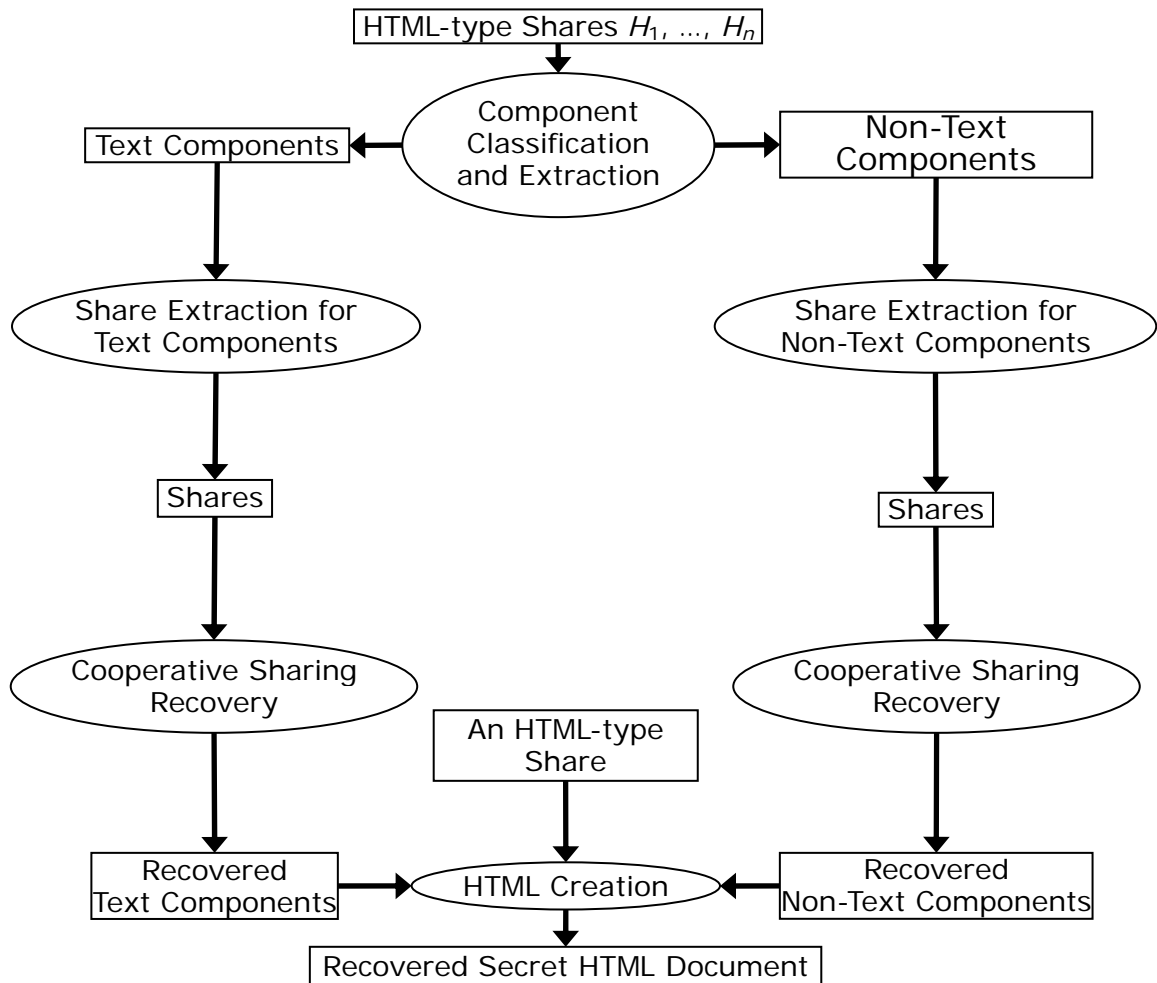 HTML-type Shares H1, ..., Hn
Component
Classification
and Extraction
Text Components
Non-Text
Components
Share Extraction for
Text Components
Share Extraction for
Non-Text Components
Shares
Shares
Cooperative Sharing
Recovery
Cooperative Sharing
Recovery
An HTML-type
Share
Recovered
Text Components
HTML Creation
Recovered
Non-Text Components
Recovered Secret HTML Document